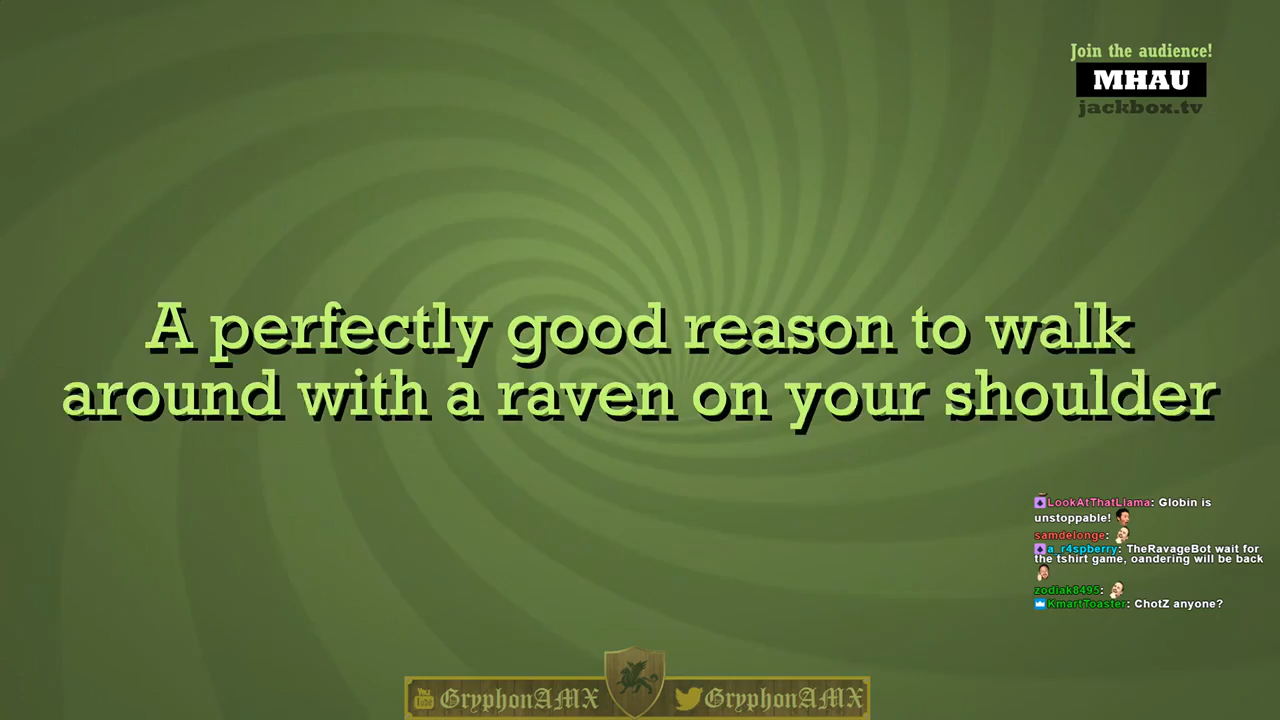 Join the audience!
MHAU
jackbox.tv
A perfectly good reason to walk
around with a raven on your shoulder
LookAtThatLlama: Globin is
unstoppable!
samdelonge:
a_r4spberry: TheRavageBot wait for
the tshirt game, oandering will be back
zodiak8495:
KmartToaster: ChotZ anyone?
You Tube GryphonAMX GryphonAMX